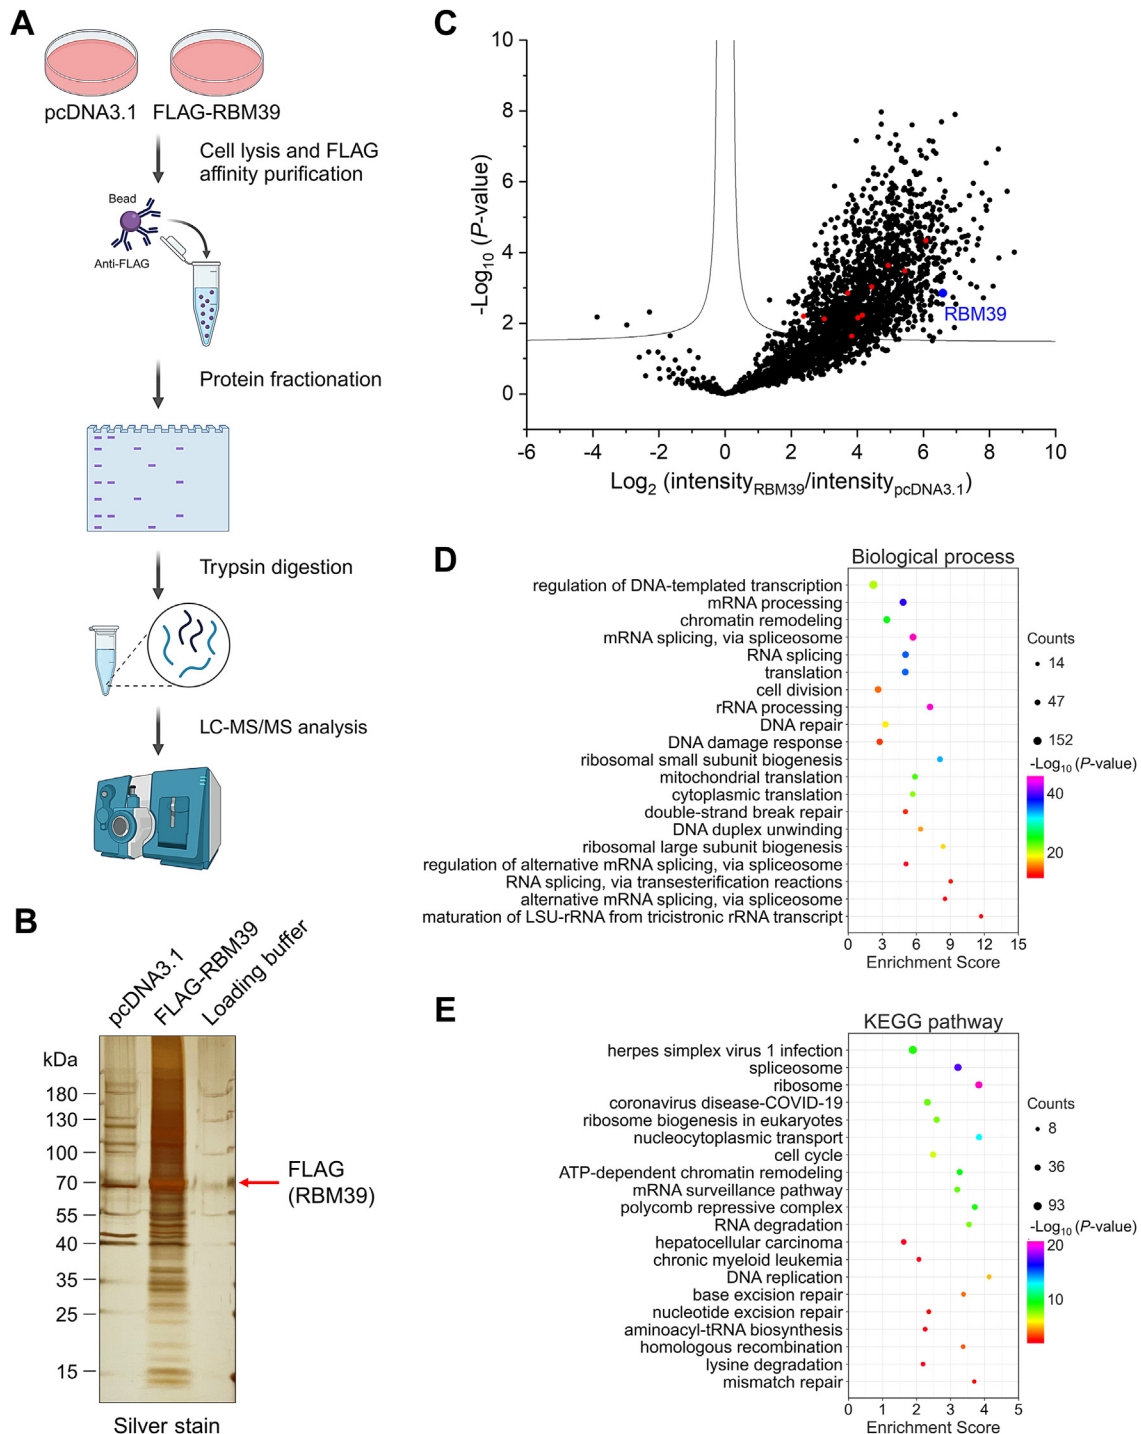 A
pcDNA3.1 FLAG-RBM39
Cell lysis and FLAG
affinity purification
Bead
Anti-FLAG
Protein fractionation
Trypsin digestion
LC-MS/MS analysis
B
pcDNA3.1
FLAG-RBM39
Loading buffer
kDa
180
130
100
70
55
40
35
25
15
FLAG
(RBM39)
Silver stain
C
-Log10 (P-value)
10
8
6
4
2
0
RBM39
-6 -4 -2 0 2 4 6 8 10
Log2 (intensityRBM39/intensitypcDNA3.1)
D
Biological process
regulation of DNA-templated transcription
mRNA processing
chromatin remodeling
mRNA splicing, via spliceosome
RNA splicing
translation
cell division
rRNA processing
DNA repair
DNA damage response
ribosomal small subunit biogenesis
mitochondrial translation
cytoplasmic translation
double-strand break repair
DNA duplex unwinding
ribosomal large subunit biogenesis
regulation of alternative mRNA splicing, via spliceosome
RNA splicing, via transesterification reactions
alternative mRNA splicing, via spliceosome
maturation of LSU-rRNA from tricistronic rRNA transcript
0 3 6 9 12 15
Enrichment Score
Counts
14
47
152
-Log10 (P-value)
40
20
E
KEGG pathway
herpes simplex virus 1 infection
spliceosome
ribosome
coronavirus disease-COVID-19
ribosome biogenesis in eukaryotes
nucleocytoplasmic transport
cell cycle
ATP-dependent chromatin remodeling
mRNA surveillance pathway
polycomb repressive complex
RNA degradation
hepatocellular carcinoma
chronic myeloid leukemia
DNA replication
base excision repair
nucleotide excision repair
aminoacyl-tRNA biosynthesis
homologous recombination
lysine degradation
mismatch repair
0 1 2 3 4 5
Enrichment Score
Counts
8
36
93
-Log10 (P-value)
20
10